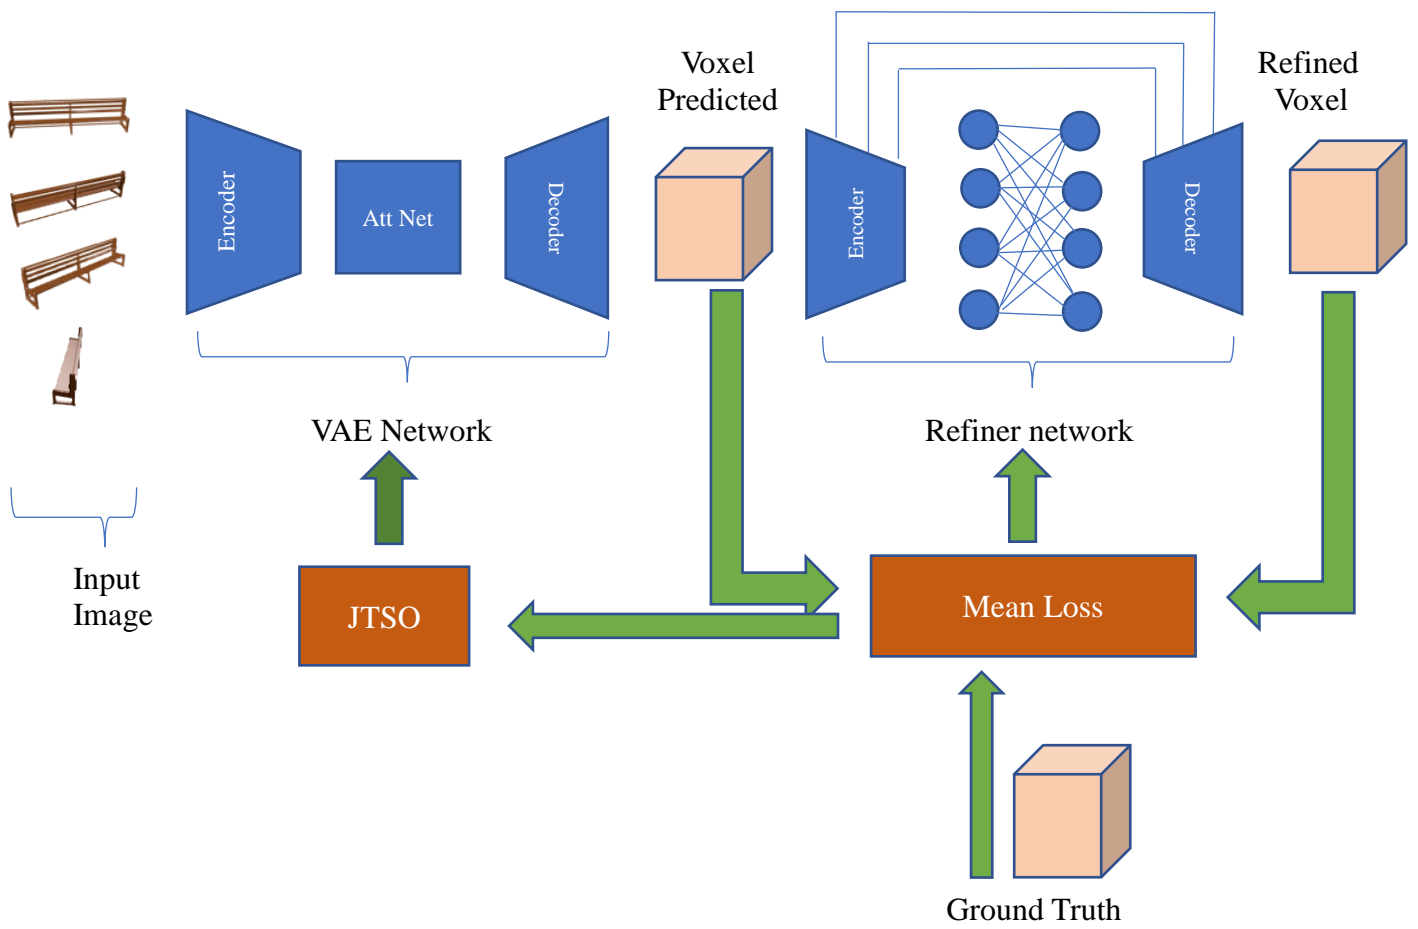 Voxel
Predicted
Refined
Voxel
Encoder
Att Net
Decoder
Encoder
Decoder
VAE Network
Refiner network
Input
Image
JTSO
Mean Loss
Ground Truth